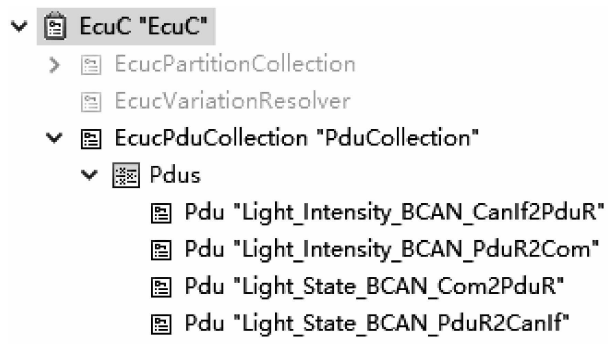 EcuC "EcuC"
EcucPartitionCollection
EcucVariationResolver
EcucPduCollection "PduCollection"
Pdus
Pdu "Light_Intensity_BCAN_CanIf2PduR"
Pdu "Light_Intensity_BCAN_PduR2Com"
Pdu "Light_State_BCAN_Com2PduR"
Pdu "Light_State_BCAN_PduR2CanIf"